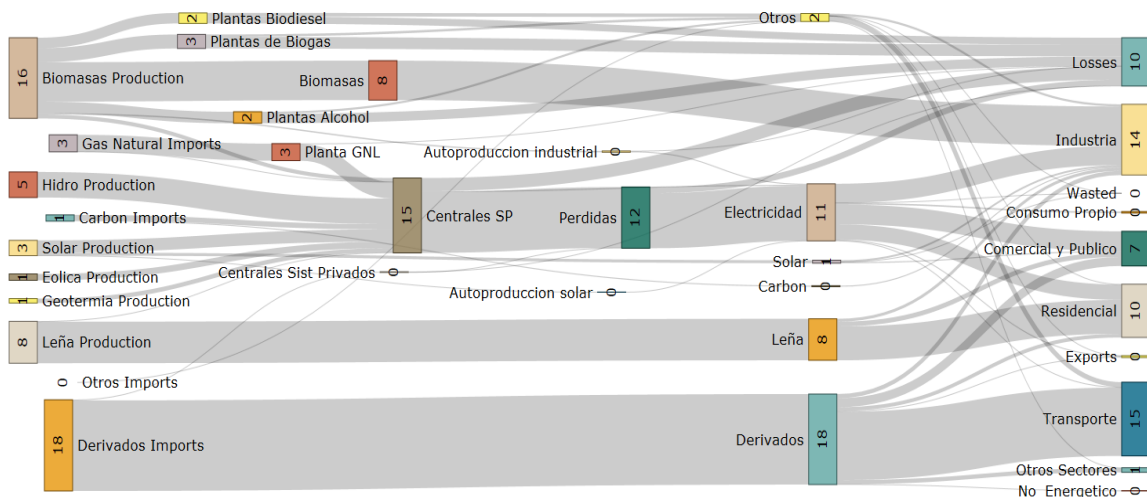 2 Plantas Biodiesel
Otros 2
3 Plantas de Biogas
Losses 10
16 Biomasas Production
Biomasas 8
2 Plantas Alcohol
Industria 14
3 Gas Natural Imports
3 Planta GNL
Autoproduccion industrial 0
5 Hidro Production
Wasted 0
15 Centrales SP
Perdidas 12
Electricidad 11
Consumo Propio 0
1 Carbon Imports
3 Solar Production
Comercial y Publico 7
Solar 1
Centrales Sist Privados 0
1 Eolica Production
Carbon 0
Autoproduccion solar 0
1 Geotermia Production
Residencial 10
8 Leña Production
Leña 8
Exports 0
0 Otros Imports
Transporte 15
18 Derivados Imports
Derivados 18
Otros Sectores 1
No Energetico 0